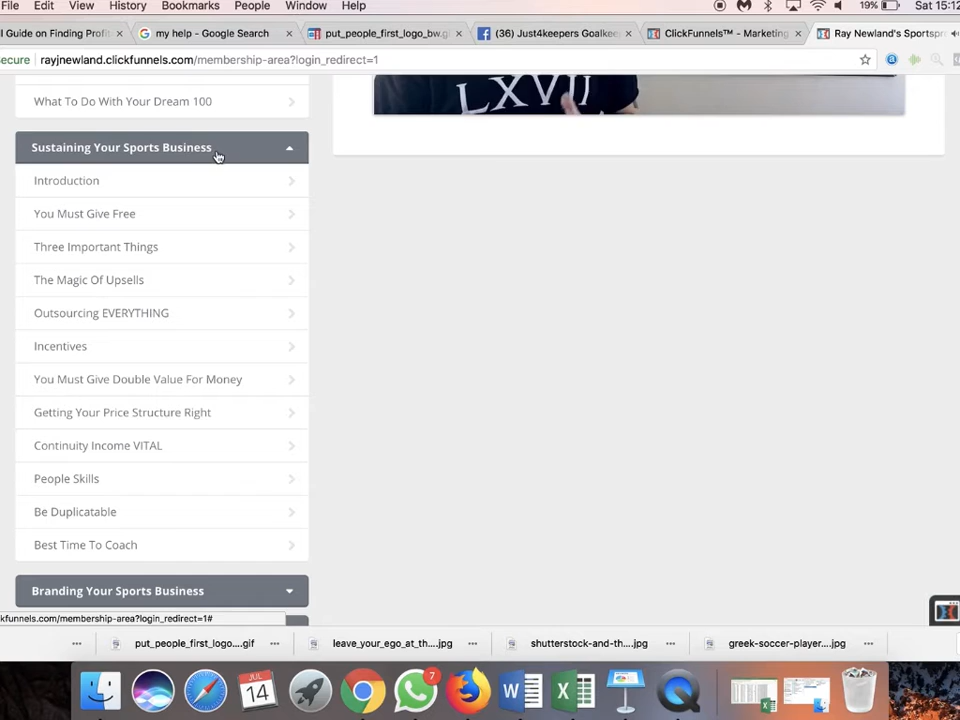 File Edit View History Bookmarks People Window Help 19% Sat 15:12
l Guide on Finding Profit × my help - Google Search × put_people_first_logo_bw.gi × (36) Just4keepers Goalkee × ClickFunnels™ - Marketing × Ray Newland's Sportspr
ecure rayjnewland.clickfunnels.com/membership-area?login_redirect=1
What To Do With Your Dream 100
LXVII
Sustaining Your Sports Business
Introduction
You Must Give Free
Three Important Things
The Magic Of Upsells
Outsourcing EVERYTHING
Incentives
You Must Give Double Value For Money
Getting Your Price Structure Right
Continuity Income VITAL
People Skills
Be Duplicatable
Best Time To Coach
Branding Your Sports Business
kfunnels.com/membership-area?login_redirect=1#
put_people_first_logo....gif leave_your_ego_at_th....jpg shutterstock-and-th....jpg greek-soccer-player....jpg
JUL
14
7
W
X